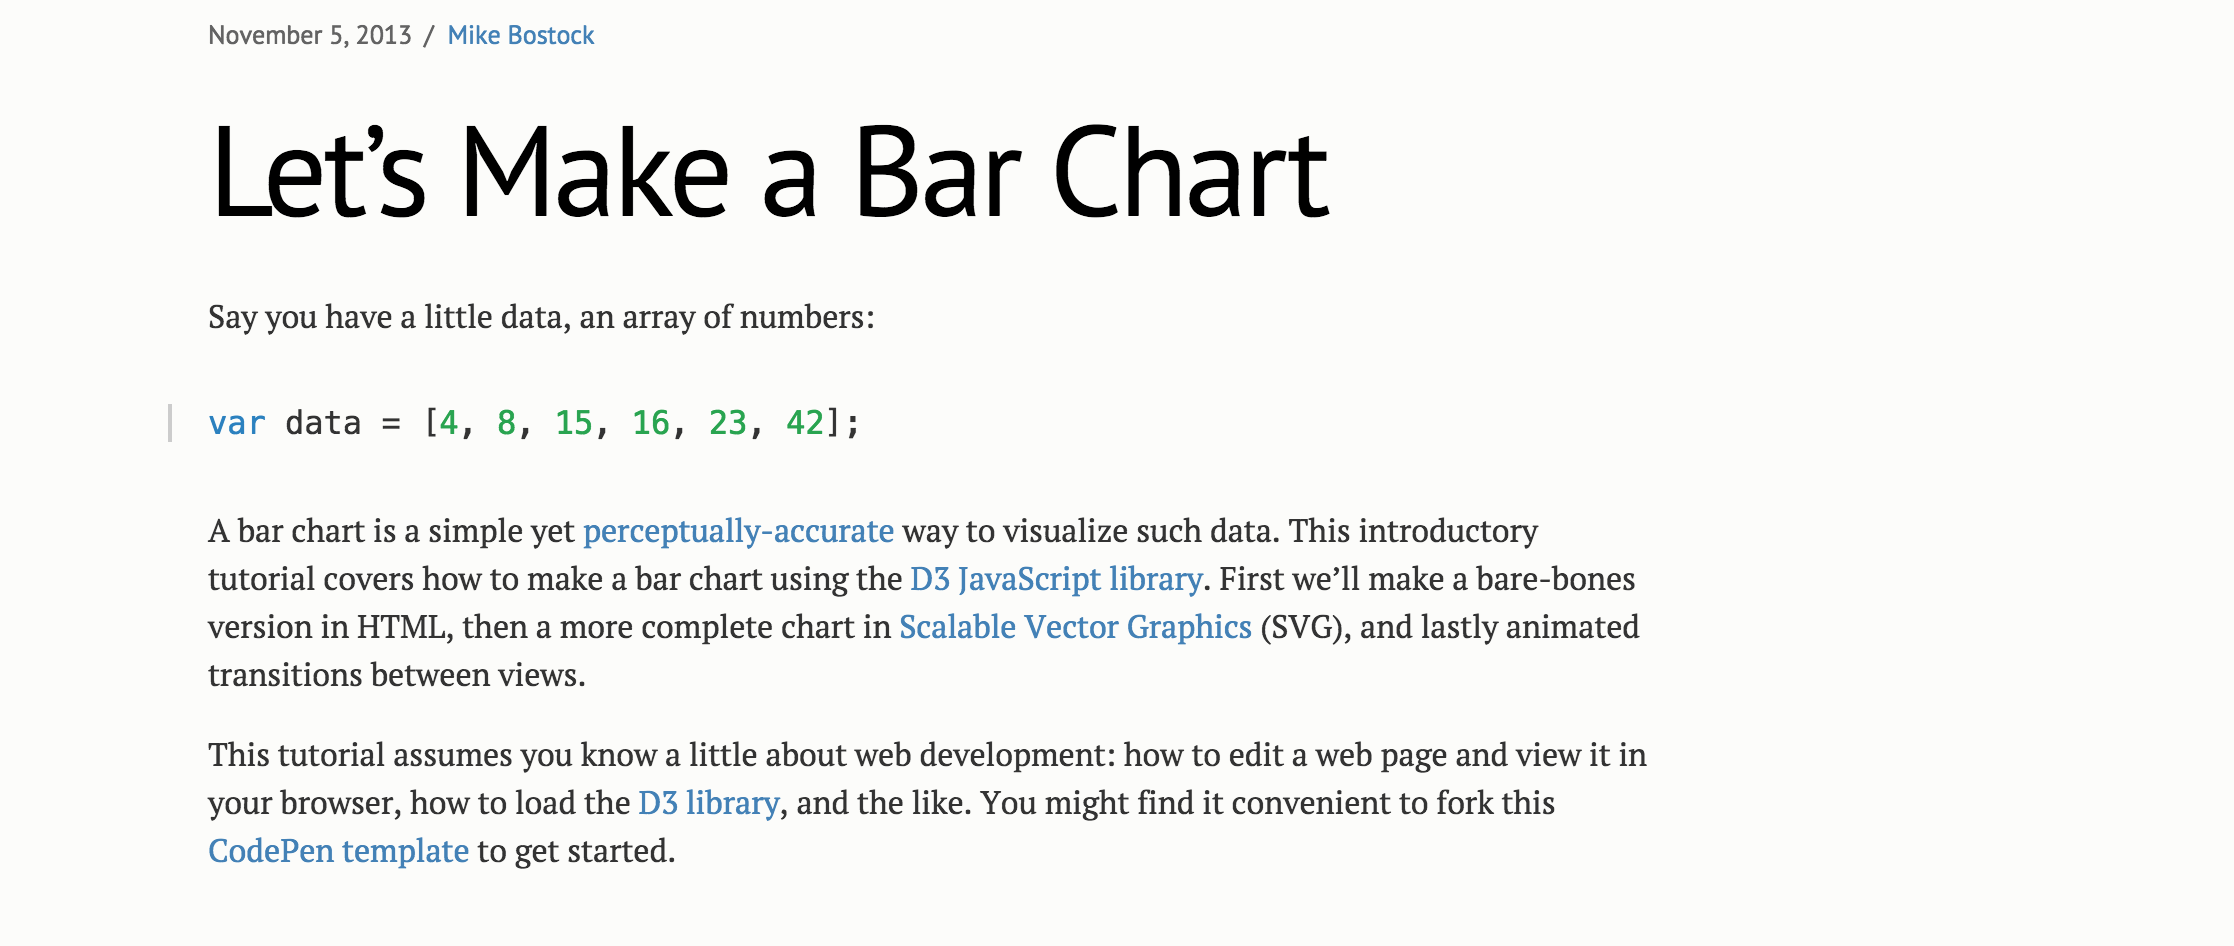 November 5, 2013 / Mike Bostock
Let’s Make a Bar Chart
Say you have a little data, an array of numbers:
var data = [4, 8, 15, 16, 23, 42];
A bar chart is a simple yet perceptually-accurate way to visualize such data. This introductory
tutorial covers how to make a bar chart using the D3 JavaScript library. First we’ll make a bare-bones
version in HTML, then a more complete chart in Scalable Vector Graphics (SVG), and lastly animated
transitions between views.
This tutorial assumes you know a little about web development: how to edit a web page and view it in
your browser, how to load the D3 library, and the like. You might find it convenient to fork this
CodePen template to get started.